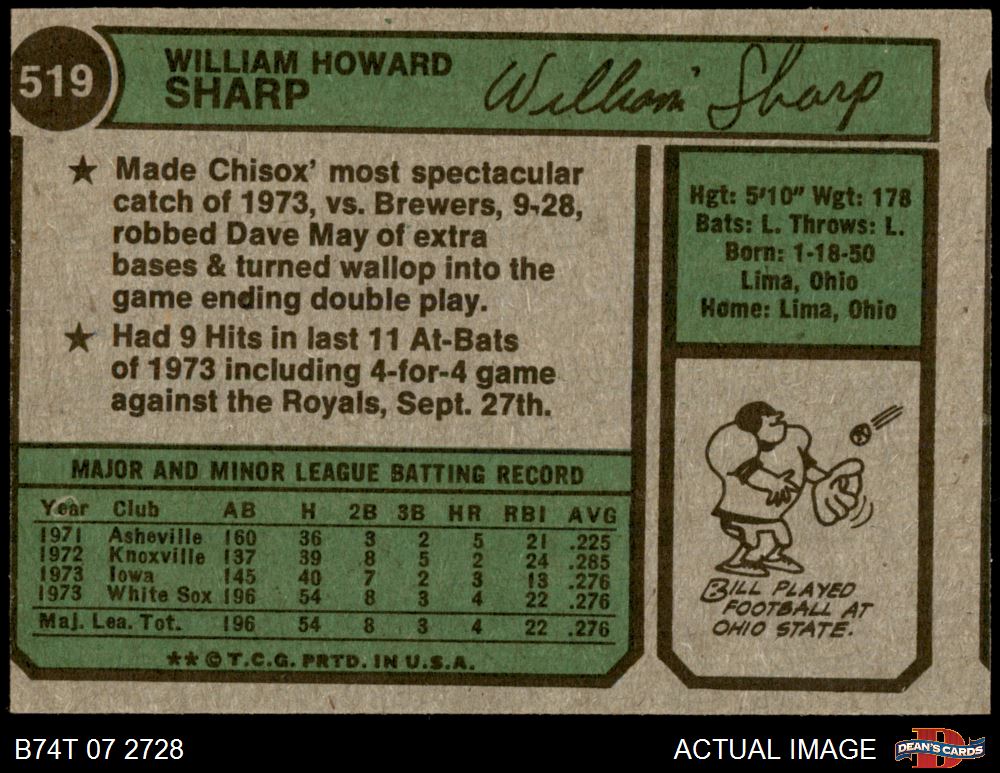 519
WILLIAM HOWARD
SHARP
William Sharp
★ Made Chisox' most spectacular
catch of 1973, vs. Brewers, 9-28,
robbed Dave May of extra
bases & turned wallop into the
game ending double play.
★ Had 9 Hits in last 11 At-Bats
of 1973 including 4-for-4 game
against the Royals, Sept. 27th.
Hgt: 5'10" Wgt: 178
Bats: L. Throws: L.
Born: 1-18-50
Lima, Ohio
Home: Lima, Ohio
MAJOR AND MINOR LEAGUE BATTING RECORD
Year Club AB H 2B 3B HR RBI AVG
1971 Asheville 160 36 3 2 5 21 .225
1972 Knoxville 137 39 8 5 2 24 .285
1973 Iowa 145 40 7 2 3 13 .276
1973 White Sox 196 54 8 3 4 22 .276
Maj. Lea. Tot. 196 54 8 3 4 22 .276
★★ © T.C.G. PRTD. IN U.S.A.
BILL PLAYED
FOOTBALL AT
OHIO STATE.
B74T 07 2728
ACTUAL IMAGE
D
DEAN'S CARDS